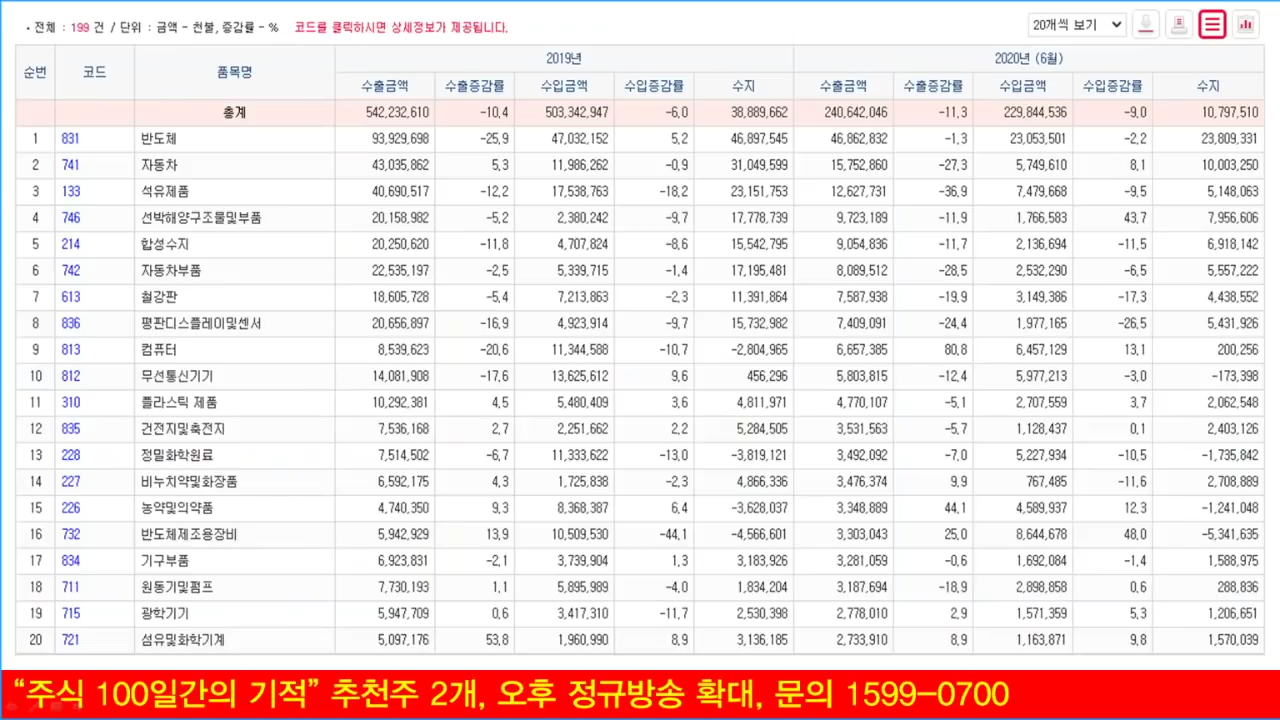 • 전체 : 199 건 / 단위 : 금액 - 천불, 증감률 - % 코드를 클릭하시면 상세정보가 제공됩니다. 20개씩 보기
순번 코드 품목명 2019년 2020년 (6월)
수출금액 수출증감률 수입금액 수입증감률 수지 수출금액 수출증감률 수입금액 수입증감률 수지
총계 542,232,610 -10.4 503,342,947 -6.0 38,889,662 240,642,046 -11.3 229,844,536 -9.0 10,797,510
1 831 반도체 93,929,698 -25.9 47,032,152 5.2 46,897,545 46,862,832 -1.3 23,053,501 -2.2 23,809,331
2 741 자동차 43,035,862 5.3 11,986,262 -0.9 31,049,599 15,752,860 -27.3 5,749,610 8.1 10,003,250
3 133 석유제품 40,690,517 -12.2 17,538,763 -18.2 23,151,753 12,627,731 -36.9 7,479,668 -9.5 5,148,063
4 746 선박해양구조물및부품 20,158,982 -5.2 2,380,242 -9.7 17,778,739 9,723,189 -11.9 1,766,583 43.7 7,956,606
5 214 합성수지 20,250,620 -11.8 4,707,824 -8.6 15,542,795 9,054,836 -11.7 2,136,694 -11.5 6,918,142
6 742 자동차부품 22,535,197 -2.5 5,339,715 -1.4 17,195,481 8,089,512 -28.5 2,532,290 -6.5 5,557,222
7 613 철강판 18,605,728 -5.4 7,213,863 -2.3 11,391,864 7,587,938 -19.9 3,149,386 -17.3 4,438,552
8 836 평판디스플레이및센서 20,656,897 -16.9 4,923,914 -9.7 15,732,982 7,409,091 -24.4 1,977,165 -26.5 5,431,926
9 813 컴퓨터 8,539,623 -20.6 11,344,588 -10.7 -2,804,965 6,657,385 80.8 6,457,129 13.1 200,256
10 812 무선통신기기 14,081,908 -17.6 13,625,612 9.6 456,296 5,803,815 -12.4 5,977,213 -3.0 -173,398
11 310 플라스틱 제품 10,292,381 4.5 5,480,409 3.6 4,811,971 4,770,107 -5.1 2,707,559 3.7 2,062,548
12 835 건전지및축전지 7,536,168 2.7 2,251,662 2.2 5,284,505 3,531,563 -5.7 1,128,437 0.1 2,403,126
13 228 정밀화학원료 7,514,502 -6.7 11,333,622 -13.0 -3,819,121 3,492,092 -7.0 5,227,934 -10.5 -1,735,842
14 227 비누치약및화장품 6,592,175 4.3 1,725,838 -2.3 4,866,336 3,476,374 9.9 767,485 -11.6 2,708,889
15 226 농약및의약품 4,740,350 9.3 8,368,387 6.4 -3,628,037 3,348,889 44.1 4,589,937 12.3 -1,241,048
16 732 반도체제조용장비 5,942,929 13.9 10,509,530 -44.1 -4,566,601 3,303,043 25.0 8,644,678 48.0 -5,341,635
17 834 기구부품 6,923,831 -2.1 3,739,904 1.3 3,183,926 3,281,059 -0.6 1,692,084 -1.4 1,588,975
18 711 원동기및펌프 7,730,193 1.1 5,895,989 -4.0 1,834,204 3,187,694 -18.9 2,898,858 0.6 288,836
19 715 광학기기 5,947,709 0.6 3,417,310 -11.7 2,530,398 2,778,010 2.9 1,571,359 5.3 1,206,651
20 721 섬유및화학기계 5,097,176 53.8 1,960,990 8.9 3,136,185 2,733,910 8.9 1,163,871 9.8 1,570,039
“주식 100일간의 기적” 추천주 2개, 오후 정규방송 확대, 문의 1599-0700